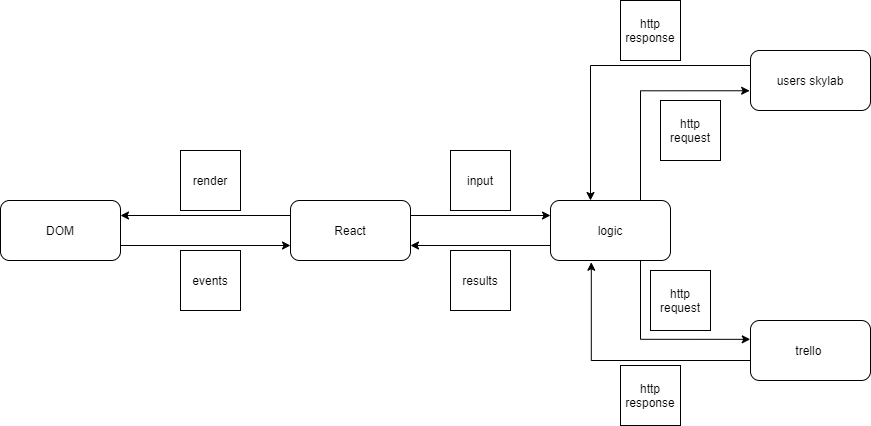 http
response
users skylab
http
request
render
input
DOM
React
logic
events
results
http
request
trello
http
response